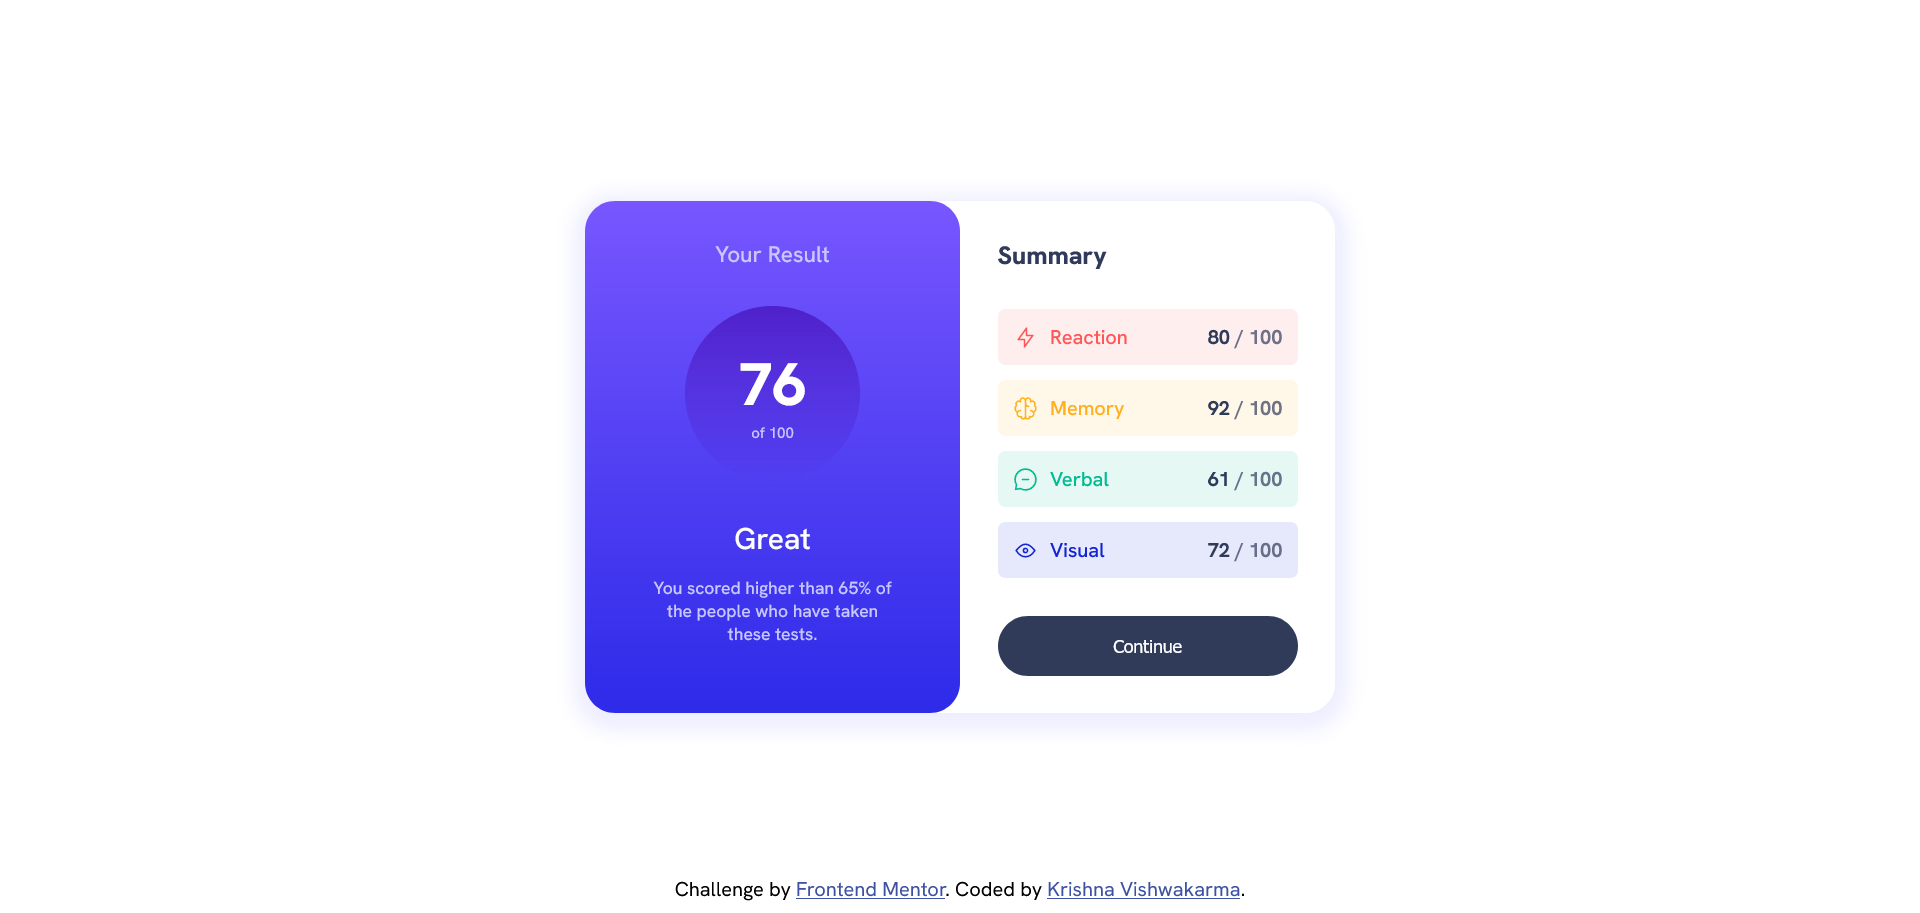 Your Result
76
of 100
Great
You scored higher than 65% of
the people who have taken
these tests.
Summary
Reaction 80 / 100
Memory 92 / 100
Verbal 61 / 100
Visual 72 / 100
Continue
Challenge by Frontend Mentor. Coded by Krishna Vishwakarma.